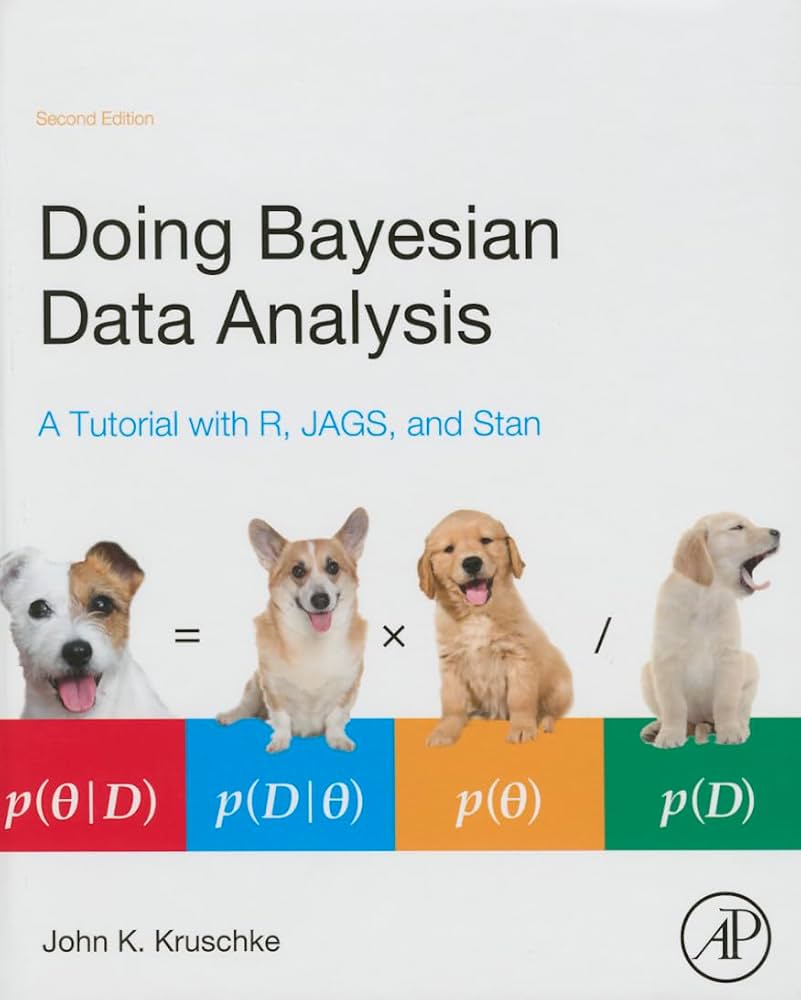 Second Edition
Doing Bayesian
Data Analysis
A Tutorial with R, JAGS, and Stan
= × /
p(θ|D) p(D|θ) p(θ) p(D)
John K. Kruschke
AP